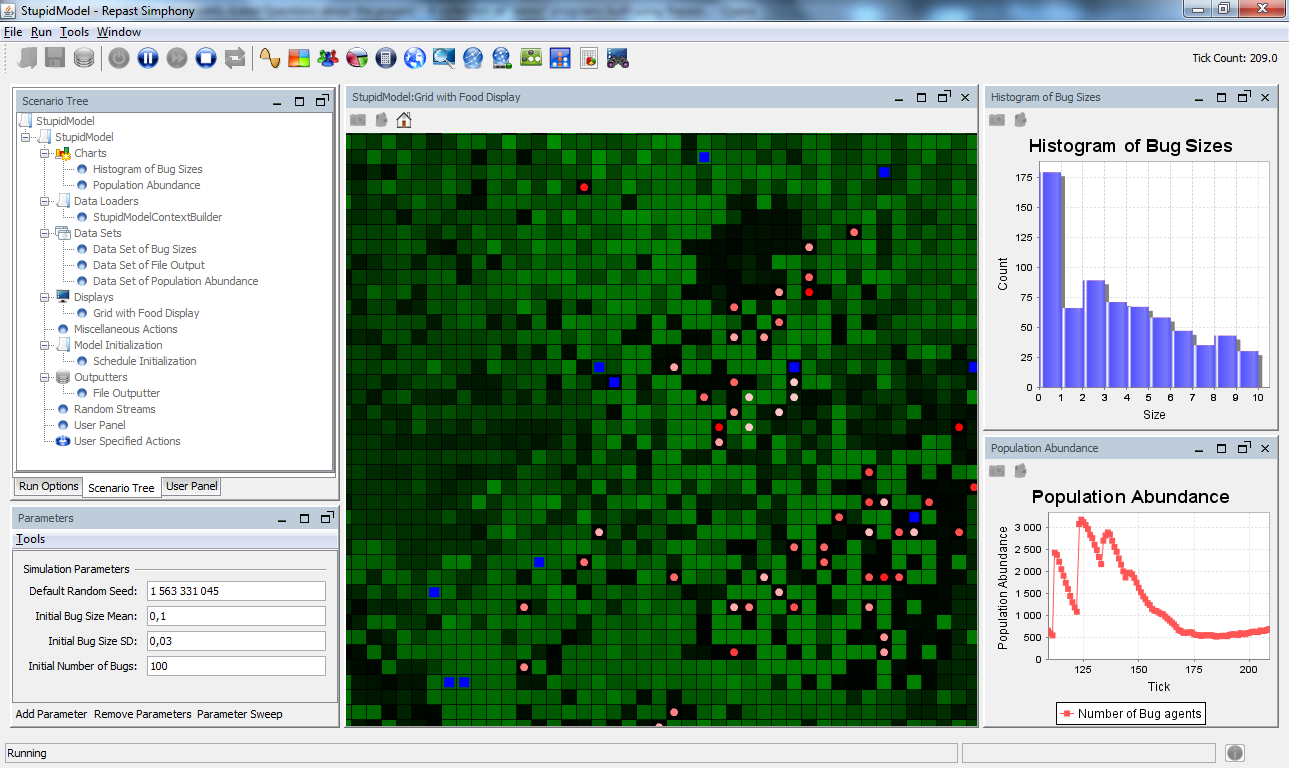 StupidModel - Repast Simphony
File Run Tools Window
Tick Count: 209.0
Scenario Tree
StupidModel
StupidModel
Charts
Histogram of Bug Sizes
Population Abundance
Data Loaders
StupidModelContextBuilder
Data Sets
Data Set of Bug Sizes
Data Set of File Output
Data Set of Population Abundance
Displays
Grid with Food Display
Miscellaneous Actions
Model Initialization
Schedule Initialization
Outputters
File Outputter
Random Streams
User Panel
User Specified Actions
Run Options Scenario Tree User Panel
Parameters
Tools
Simulation Parameters
Default Random Seed: 1 563 331 045
Initial Bug Size Mean: 0,1
Initial Bug Size SD: 0,03
Initial Number of Bugs: 100
Add Parameter Remove Parameters Parameter Sweep
StupidModel:Grid with Food Display
Histogram of Bug Sizes
Histogram of Bug Sizes
Count
175
150
125
100
75
50
25
0
0 1 2 3 4 5 6 7 8 9 10
Size
Population Abundance
Population Abundance
Population Abundance
3 000
2 500
2 000
1 500
1 000
500
0
125 150 175 200
Tick
Number of Bug agents
Running